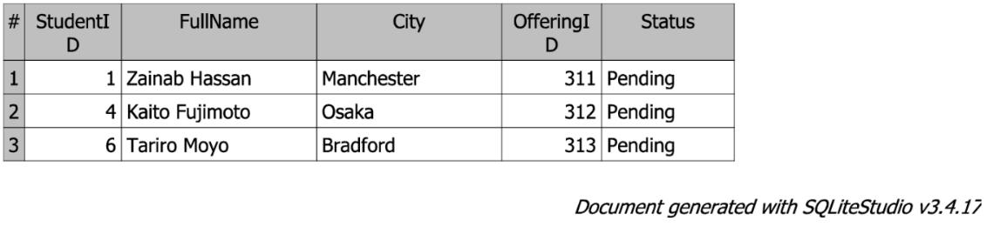 # StudentID FullName City OfferingID Status
1 1 Zainab Hassan Manchester 311 Pending
2 4 Kaito Fujimoto Osaka 312 Pending
3 6 Tariro Moyo Bradford 313 Pending
Document generated with SQLiteStudio v3.4.17